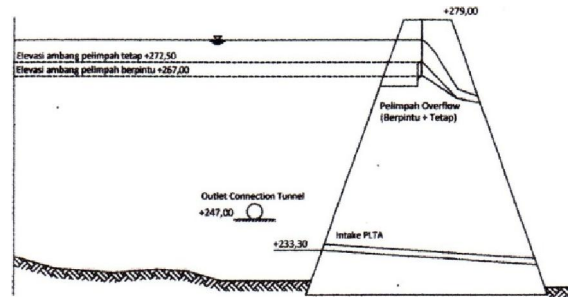 +279,00
Elevasi ambang pelimpah tetap +272,50
Elevasi ambang pelimpah berpintu +267,00
Pelimpah Overflow
(Berpintu + Tetap)
Outlet Connection Tunnel
+247,00
Intake PLTA
+233,30